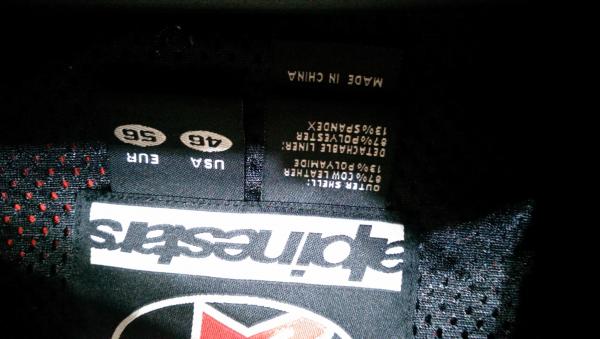 alpinestars
OUTER SHELL:
87% COW LEATHER
13% POLYAMIDE
DETACHABLE LINER:
87% POLYESTER
13% SPANDEX
MADE IN CHINA
USA EUR
46 56